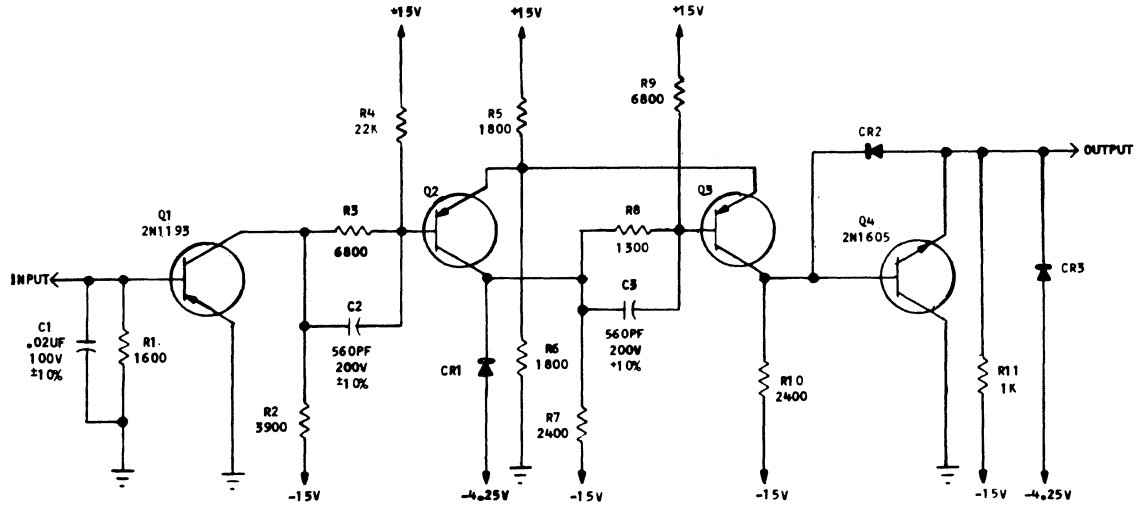 +15V
+15V
+15V
R4
22K
R5
1800
R9
6800
CR2
OUTPUT
Q1
2N1193
R3
6800
Q2
R8
1300
Q3
Q4
2N1605
INPUT
C1
.02UF
100V
±10%
R1.
1600
C2
560PF
200V
±10%
C3
560PF
200V
+10%
CR3
CR1
R6
1800
R2
3900
R7
2400
R10
2400
R11
1K
-15V
-4.25V
-15V
-15V
-15V
-4.25V